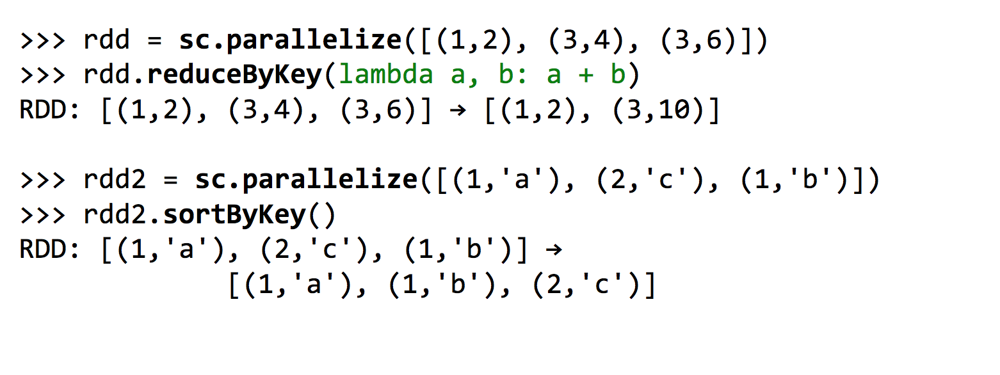 >>> rdd = sc.parallelize([(1,2), (3,4), (3,6)])
>>> rdd.reduceByKey(lambda a, b: a + b)
RDD: [(1,2), (3,4), (3,6)] → [(1,2), (3,10)]
>>> rdd2 = sc.parallelize([(1,'a'), (2,'c'), (1,'b')])
>>> rdd2.sortByKey()
RDD: [(1,'a'), (2,'c'), (1,'b')] →
[(1,'a'), (1,'b'), (2,'c')]